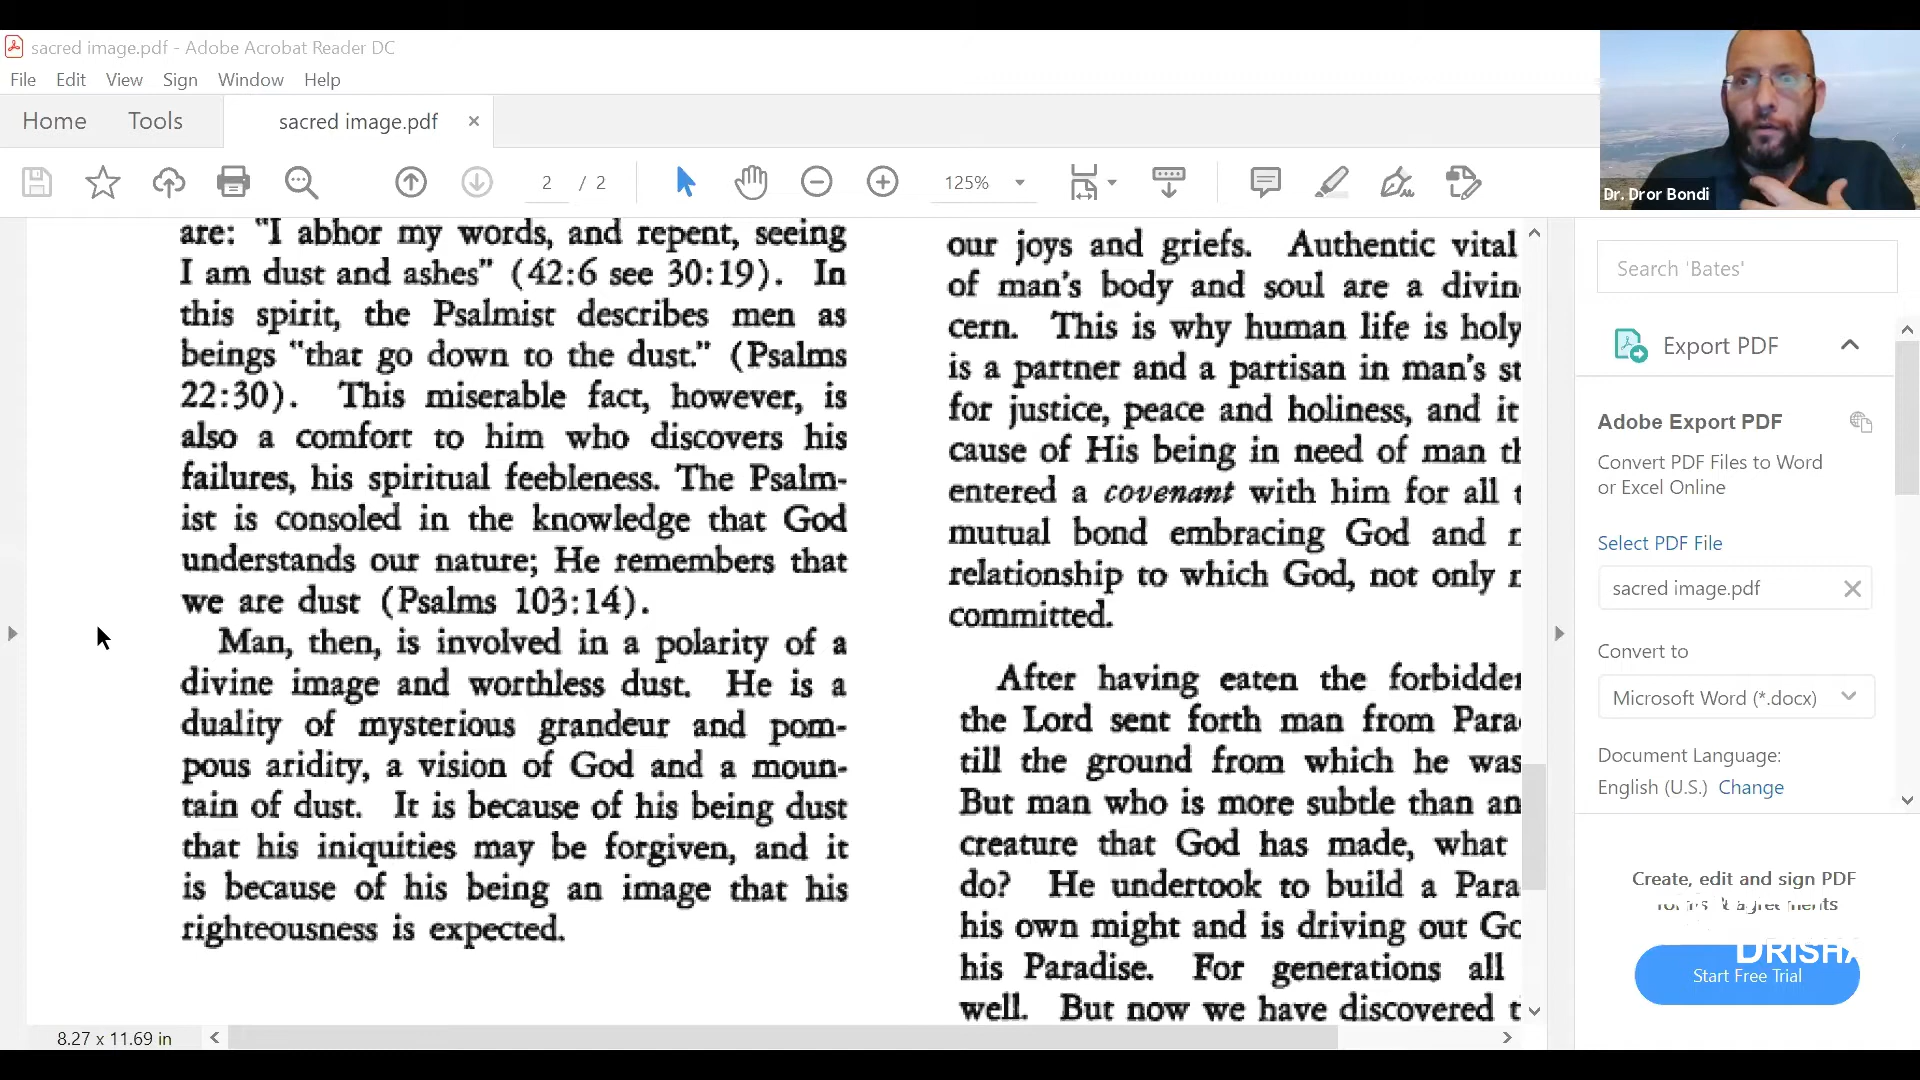 sacred image.pdf - Adobe Acrobat Reader DC
File Edit View Sign Window Help
Home Tools sacred image.pdf
2 / 2 125%
Dr. Dror Bondi
are: "I abhor my words, and repent, seeing
I am dust and ashes" (42:6 see 30:19). In
this spirit, the Psalmist describes men as
beings "that go down to the dust." (Psalms
22:30). This miserable fact, however, is
also a comfort to him who discovers his
failures, his spiritual feebleness. The Psalm-
ist is consoled in the knowledge that God
understands our nature; He remembers that
we are dust (Psalms 103:14).
Man, then, is involved in a polarity of a
divine image and worthless dust. He is a
duality of mysterious grandeur and pom-
pous aridity, a vision of God and a moun-
tain of dust. It is because of his being dust
that his iniquities may be forgiven, and it
is because of his being an image that his
righteousness is expected.
our joys and griefs. Authentic vital
of man's body and soul are a divin
cern. This is why human life is holy
is a partner and a partisan in man's st
for justice, peace and holiness, and it
cause of His being in need of man th
entered a covenant with him for all t
mutual bond embracing God and
relationship to which God, not only
committed.
After having eaten the forbidden
the Lord sent forth man from Para
till the ground from which he was
But man who is more subtle than an
creature that God has made, what
do? He undertook to build a Para
his own might and is driving out Go
his Paradise. For generations all
well. But now we have discovered t
Search 'Bates'
Export PDF
Adobe Export PDF
Convert PDF Files to Word
or Excel Online
Select PDF File
sacred image.pdf
Convert to
Microsoft Word (*.docx)
Document Language:
English (U.S.) Change
Create, edit and sign PDF
DRISHA
Start Free Trial
8.27 x 11.69 in